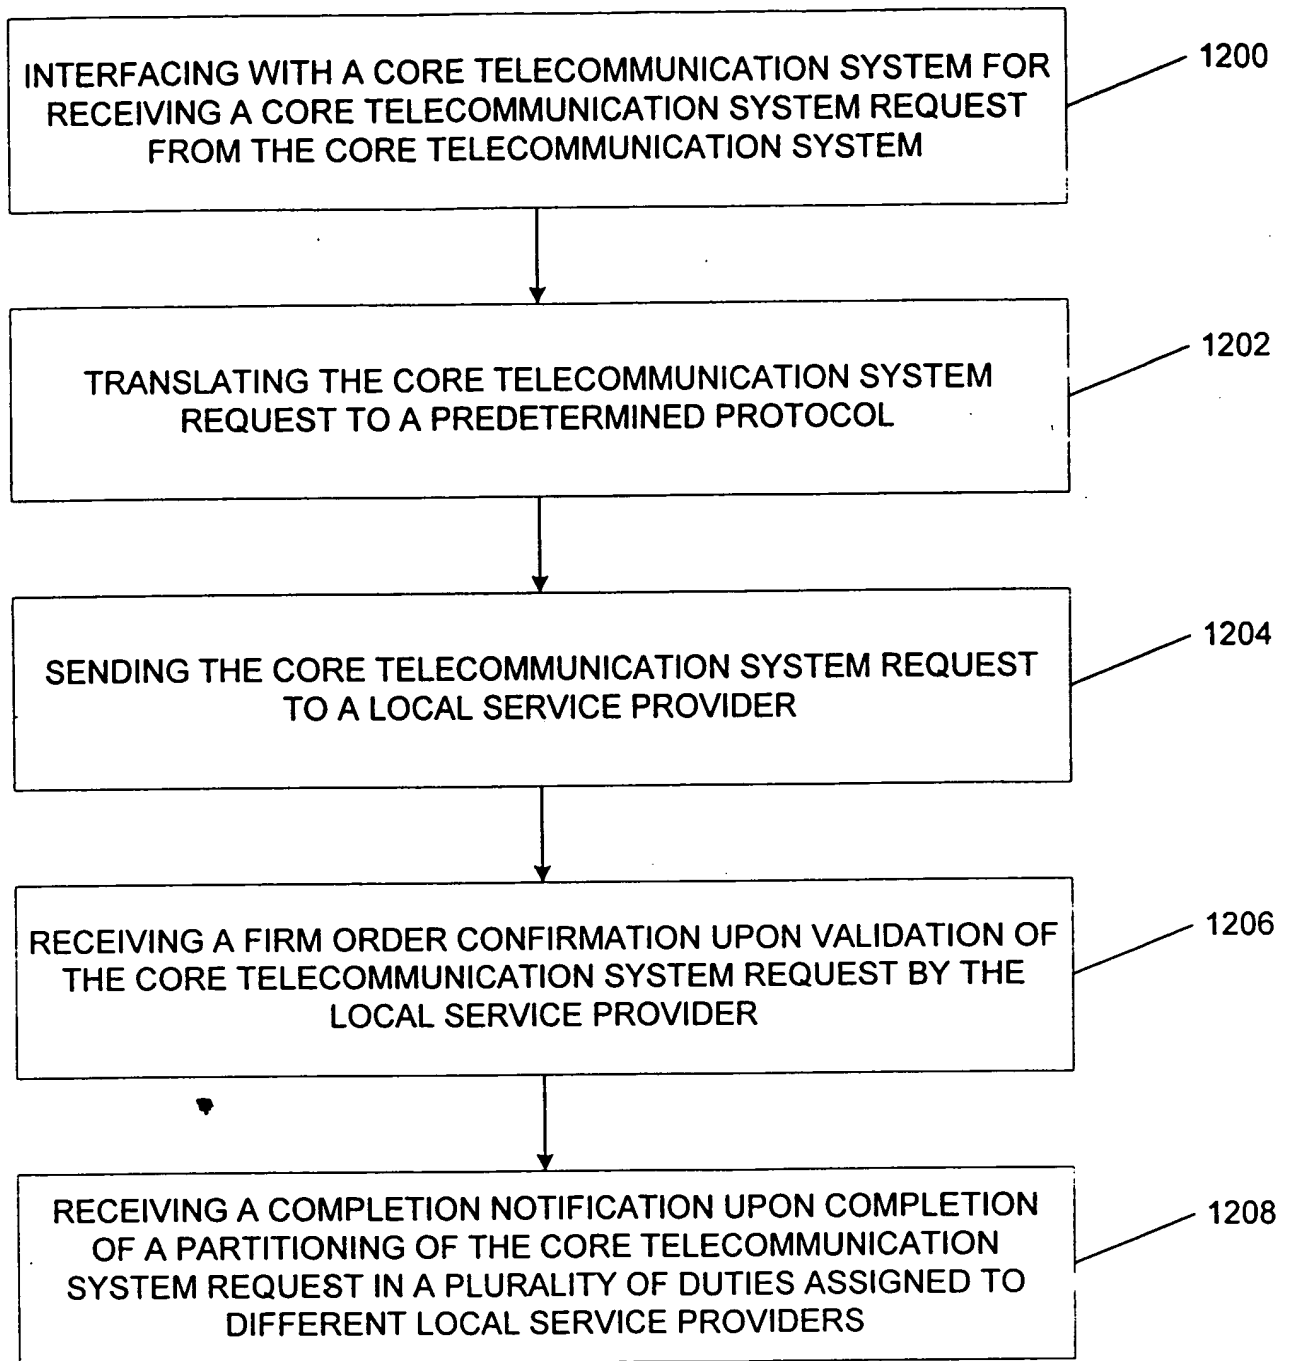 INTERFACING WITH A CORE TELECOMMUNICATION SYSTEM FOR
RECEIVING A CORE TELECOMMUNICATION SYSTEM REQUEST
FROM THE CORE TELECOMMUNICATION SYSTEM
1200
TRANSLATING THE CORE TELECOMMUNICATION SYSTEM
REQUEST TO A PREDETERMINED PROTOCOL
1202
SENDING THE CORE TELECOMMUNICATION SYSTEM REQUEST
TO A LOCAL SERVICE PROVIDER
1204
RECEIVING A FIRM ORDER CONFIRMATION UPON VALIDATION OF
THE CORE TELECOMMUNICATION SYSTEM REQUEST BY THE
LOCAL SERVICE PROVIDER
1206
RECEIVING A COMPLETION NOTIFICATION UPON COMPLETION
OF A PARTITIONING OF THE CORE TELECOMMUNICATION
SYSTEM REQUEST IN A PLURALITY OF DUTIES ASSIGNED TO
DIFFERENT LOCAL SERVICE PROVIDERS
1208